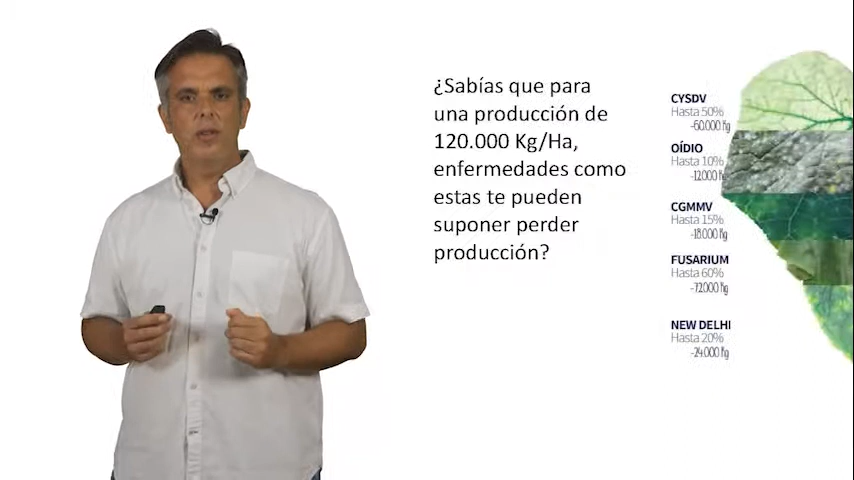 ¿Sabías que para
una producción de
120.000 Kg/Ha,
enfermedades como
estas te pueden
suponer perder
producción?
CYSDV
Hasta 50%
-60.000 Kg
OÍDIO
Hasta 10%
-12.000 Kg
CGMMV
Hasta 15%
-18.000 Kg
FUSARIUM
Hasta 60%
-72.000 Kg
NEW DELHI
Hasta 20%
-24.000 Kg